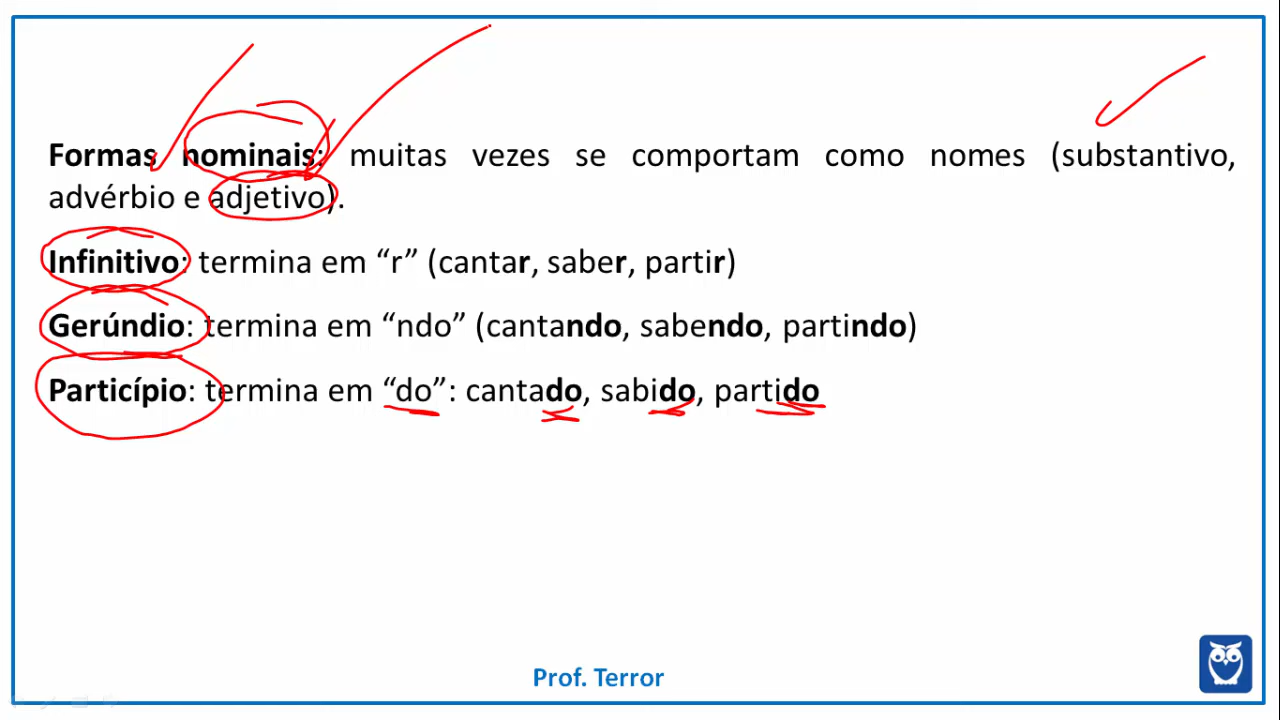 Formas nominais: muitas vezes se comportam como nomes (substantivo,
advérbio e adjetivo).
Infinitivo: termina em “r” (cantar, saber, partir)
Gerúndio: termina em “ndo” (cantando, sabendo, partindo)
Particípio: termina em “do”: cantado, sabido, partido
Prof. Terror